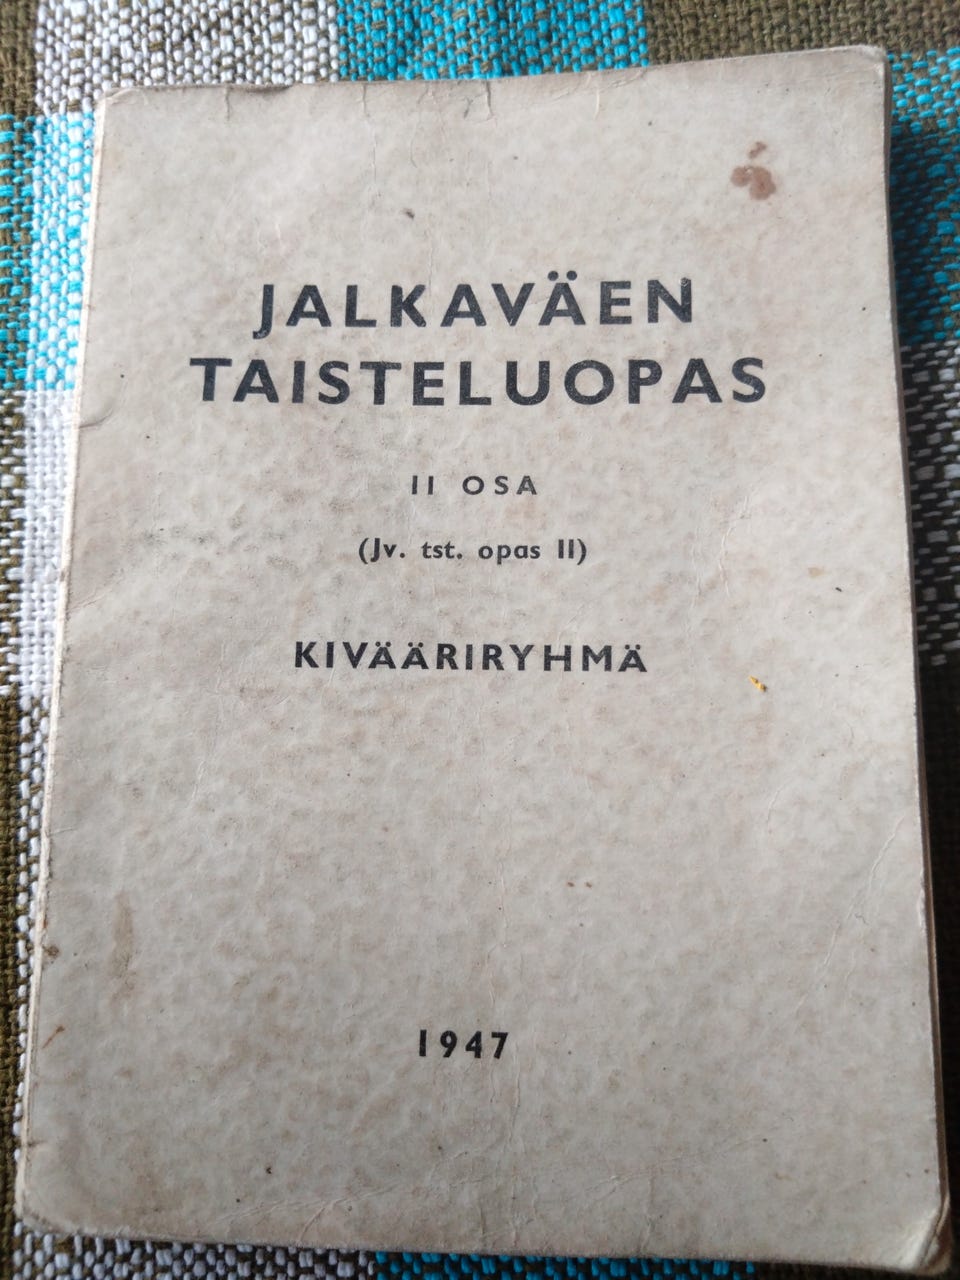 JALKAVÄEN
TAISTELUOPAS
II OSA
(Jv. tst. opas II)
KIVÄÄRIRYHMÄ
1947